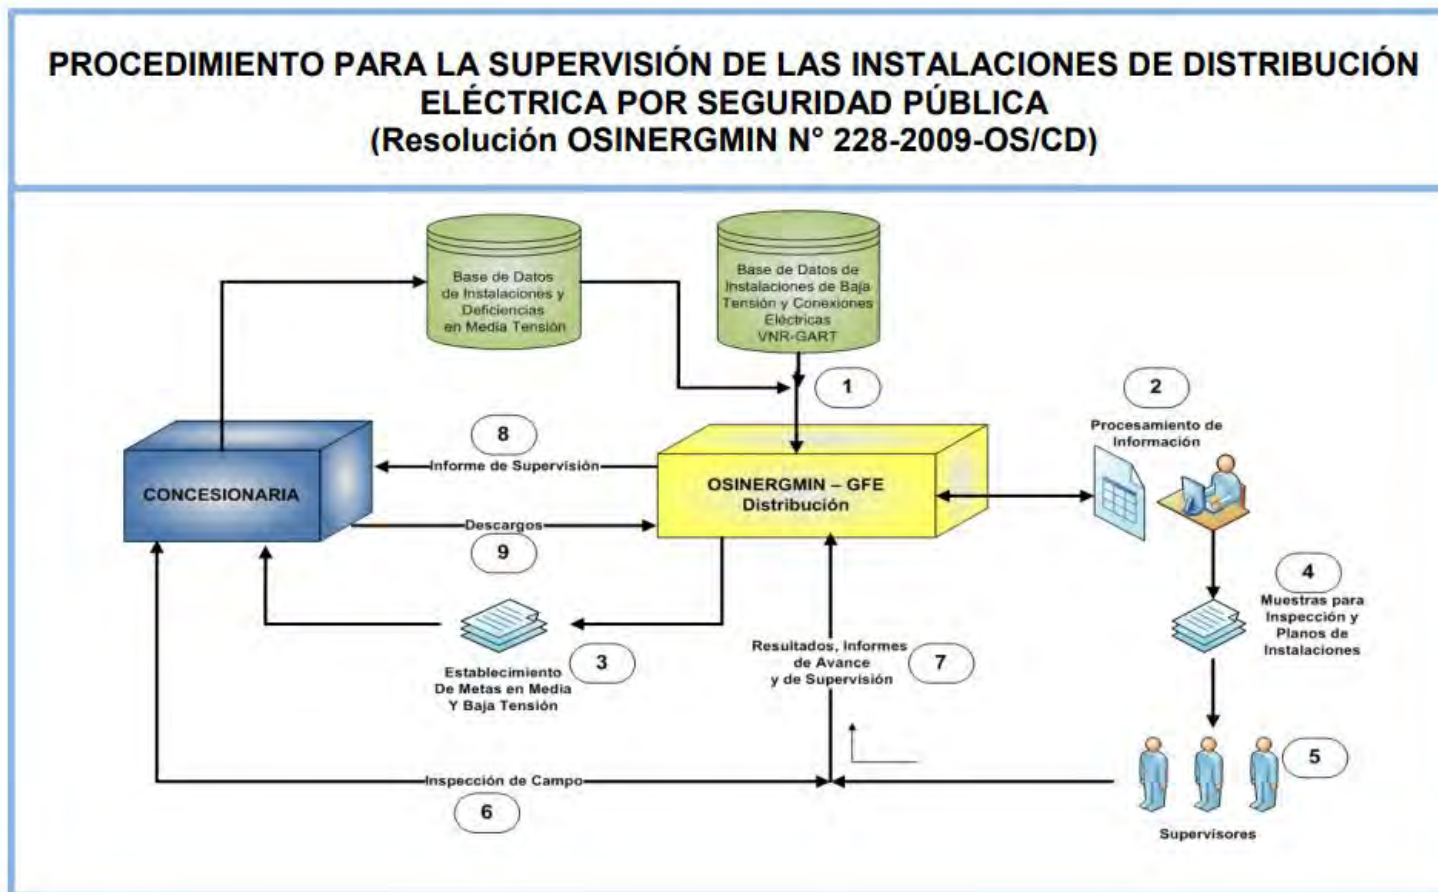 PROCEDIMIENTO PARA LA SUPERVISIÓN DE LAS INSTALACIONES DE DISTRIBUCIÓN
ELÉCTRICA POR SEGURIDAD PÚBLICA
(Resolución OSINERGMIN N° 228-2009-OS/CD)
Base de Datos
de Instalaciones y
Deficiencias
en Media Tensión
Base de Datos de
Instalaciones de Baja
Tensión y Conexiones
Eléctricas
VNR-GART
1
2
Procesamiento de
Información
8
Informe de Supervisión
CONCESIONARIA
OSINERGMIN – GFE
Distribución
Descargos
9
4
Muestras para
Inspección y
Planos de
Instalaciones
3
Establecimiento
De Metas en Media
Y Baja Tensión
Resultados, Informes
de Avance
y de Supervisión
7
5
Supervisores
Inspección de Campo
6